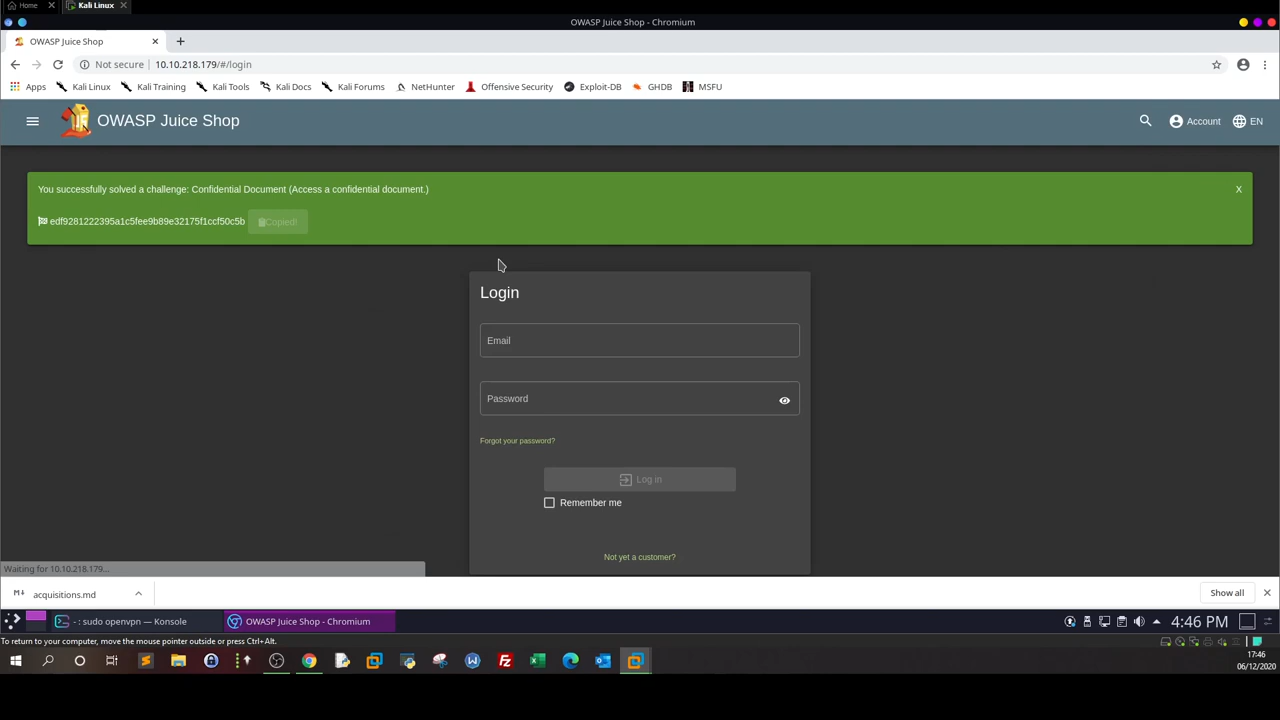 Home
Kali Linux
OWASP Juice Shop - Chromium
OWASP Juice Shop
Not secure
10.10.218.179/#/login
Apps
Kali Linux
Kali Training
Kali Tools
Kali Docs
Kali Forums
NetHunter
Offensive Security
Exploit-DB
GHDB
MSFU
OWASP Juice Shop
Account
EN
You successfully solved a challenge: Confidential Document (Access a confidential document.)
X
edf9281222395a1c5fee9b89e32175f1ccf50c5b
Copied!
Login
Email
Password
Forgot your password?
Log in
Remember me
Not yet a customer?
Waiting for 10.10.218.179...
acquisitions.md
Show all
- : sudo openvpn — Konsole
OWASP Juice Shop - Chromium
4:46 PM
To return to your computer, move the mouse pointer outside or press Ctrl+Alt.
17:46
06/12/2020